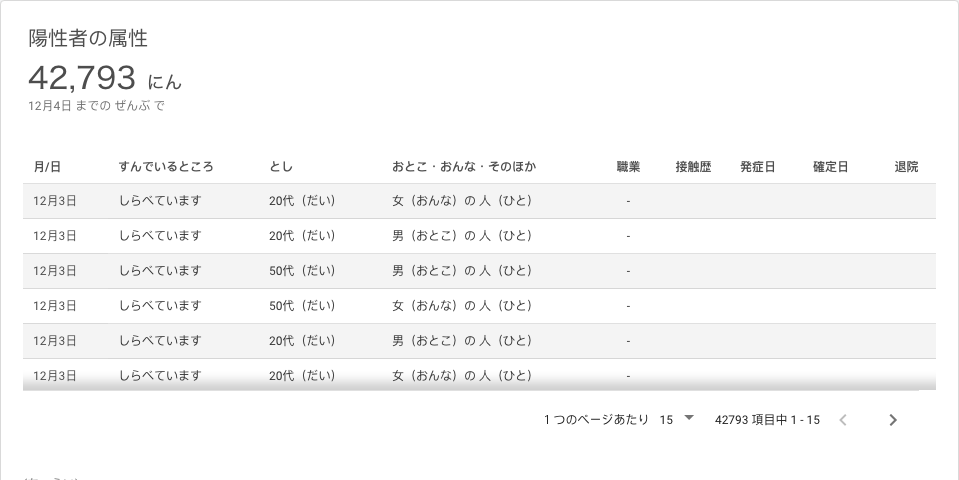 陽性者の属性
42,793 にん
12月4日 までの ぜんぶ で
月/日 すんでいるところ とし おとこ・おんな・そのほか 職業 接触歴 発症日 確定日 退院
12月3日 しらべています 20代（だい） 女（おんな）の 人（ひと） -
12月3日 しらべています 20代（だい） 男（おとこ）の 人（ひと） -
12月3日 しらべています 50代（だい） 男（おとこ）の 人（ひと） -
12月3日 しらべています 50代（だい） 女（おんな）の 人（ひと） -
12月3日 しらべています 20代（だい） 男（おとこ）の 人（ひと） -
12月3日 しらべています 20代（だい） 女（おんな）の 人（ひと） -
1 つのページあたり 15 42793 項目中 1 - 15